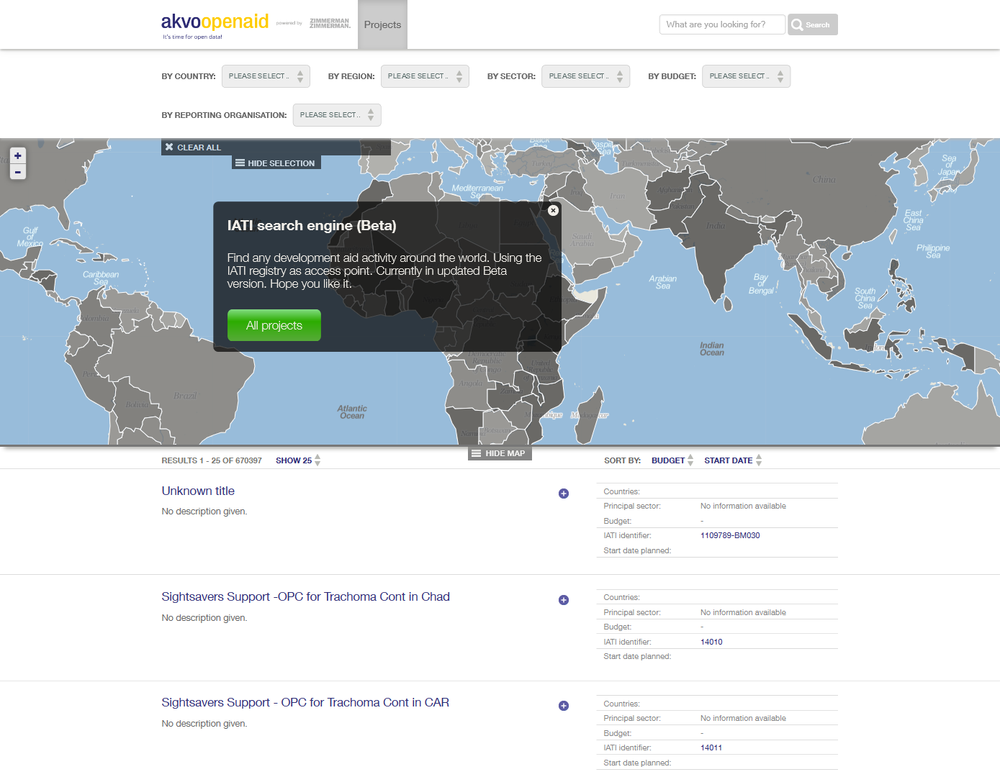 akvoopenaid
It's time for open data!
powered by
ZIMMERMAN
ZIMMERMAN.
Projects
What are you looking for?
Search
BY COUNTRY: PLEASE SELECT.. BY REGION: PLEASE SELECT.. BY SECTOR: PLEASE SELECT.. BY BUDGET: PLEASE SELECT..
BY REPORTING ORGANISATION: PLEASE SELECT..
CLEAR ALL
HIDE SELECTION
+
-
Black
Sea
Turkey
Turkmenistan
China
Sea
of
Japan
Mediterranean
Sea
Iraq
Iran
Afghanistan
Pakistan
India
East
China
Sea
Gulf
of
Mexico
Saudi
Arabia
Philippine
Sea
Caribbean
Sea
Arabian
Sea
Bay
of
Bengal
Thailand
South
China
Sea
Colombia
IATI search engine (Beta)
Find any development aid activity around the world. Using the
IATI registry as access point. Currently in updated Beta
version. Hope you like it.
All projects
Democratic
Republic
of Congo
United
Republic
of Tanzania
Indian
Ocean
Peru
Brazil
Bolivia
Angola
Atlantic
Ocean
Mozambique
Madagascar
Namibia
Botswana
HIDE MAP
RESULTS 1 - 25 OF 670397 SHOW 25 SORT BY: BUDGET START DATE
Unknown title
No description given.
Countries:
Principal sector: No information available
Budget: -
IATI identifier: 1109789-BM030
Start date planned:
Sightsavers Support -OPC for Trachoma Cont in Chad
No description given.
Countries:
Principal sector: No information available
Budget: -
IATI identifier: 14010
Start date planned:
Sightsavers Support - OPC for Trachoma Cont in CAR
No description given.
Countries:
Principal sector: No information available
Budget: -
IATI identifier: 14011
Start date planned: